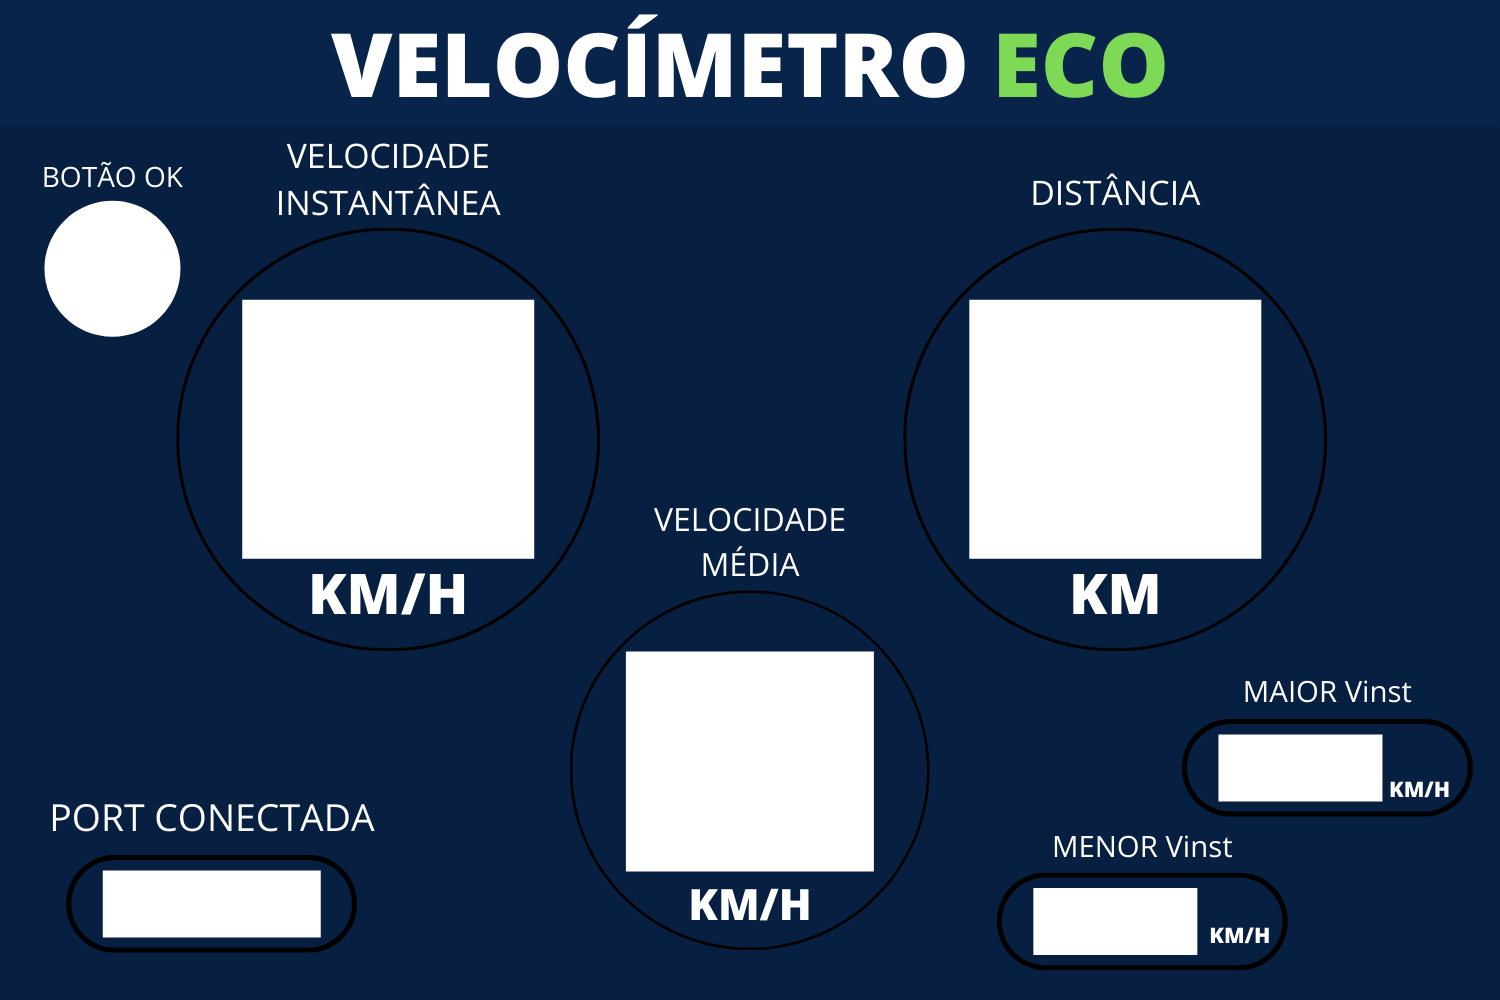 VELOCÍMETRO ECO
BOTÃO OK
VELOCIDADE
INSTANTÂNEA
KM/H
DISTÂNCIA
KM
VELOCIDADE
MÉDIA
KM/H
PORT CONECTADA
MAIOR Vinst
KM/H
MENOR Vinst
KM/H